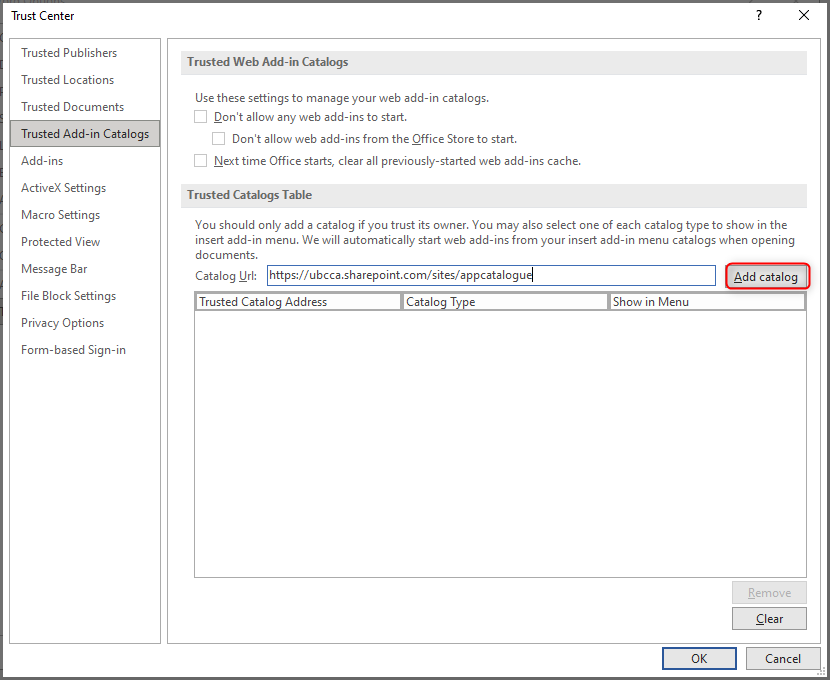 Trust Center
?
Trusted Publishers
Trusted Locations
Trusted Documents
Trusted Add-in Catalogs
Add-ins
ActiveX Settings
Macro Settings
Protected View
Message Bar
File Block Settings
Privacy Options
Form-based Sign-in
Trusted Web Add-in Catalogs
Use these settings to manage your web add-in catalogs.
Don't allow any web add-ins to start.
Don't allow web add-ins from the Office Store to start.
Next time Office starts, clear all previously-started web add-ins cache.
Trusted Catalogs Table
You should only add a catalog if you trust its owner. You may also select one of each catalog type to show in the
insert add-in menu. We will automatically start web add-ins from your insert add-in menu catalogs when opening
documents.
Catalog Url: https://ubcca.sharepoint.com/sites/appcatalogue Add catalog
Trusted Catalog Address Catalog Type Show in Menu
Remove
Clear
OK Cancel